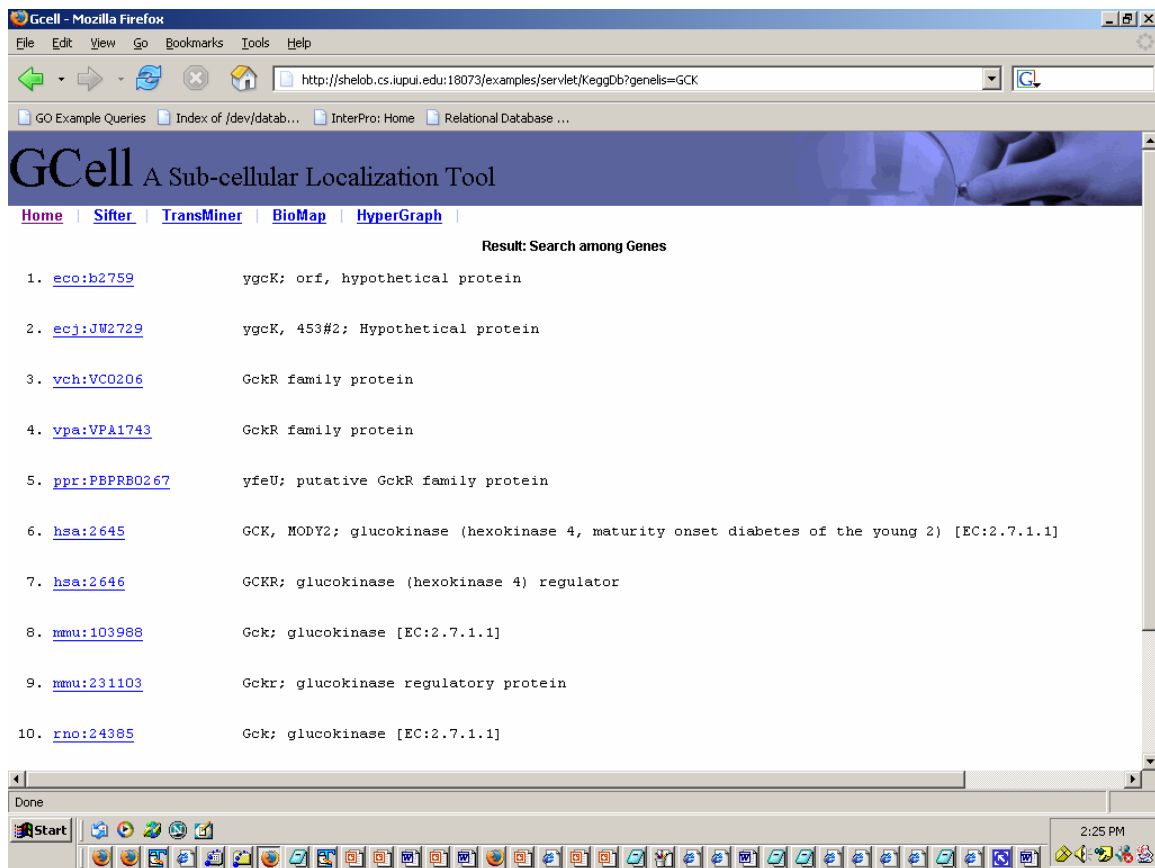 Gcell - Mozilla Firefox
File Edit View Go Bookmarks Tools Help
http://shelob.cs.iupui.edu:18073/examples/servlet/KeggDb?genelis=GCK
GO Example Queries Index of /dev/datab... InterPro: Home Relational Database ...
GCell A Sub-cellular Localization Tool
Home | Sifter | TransMiner | BioMap | HyperGraph |
Result: Search among Genes
1. eco:b2759 ygcK; orf, hypothetical protein
2. ecj:JW2729 ygcK, 453#2; Hypothetical protein
3. vch:VC0206 GckR family protein
4. vpa:VPA1743 GckR family protein
5. ppr:PBPRB0267 yfeU; putative GckR family protein
6. hsa:2645 GCK, MODY2; glucokinase (hexokinase 4, maturity onset diabetes of the young 2) [EC:2.7.1.1]
7. hsa:2646 GCKR; glucokinase (hexokinase 4) regulator
8. mmu:103988 Gck; glucokinase [EC:2.7.1.1]
9. mmu:231103 Gckr; glucokinase regulatory protein
10. rno:24385 Gck; glucokinase [EC:2.7.1.1]
Done
Start
2:25 PM